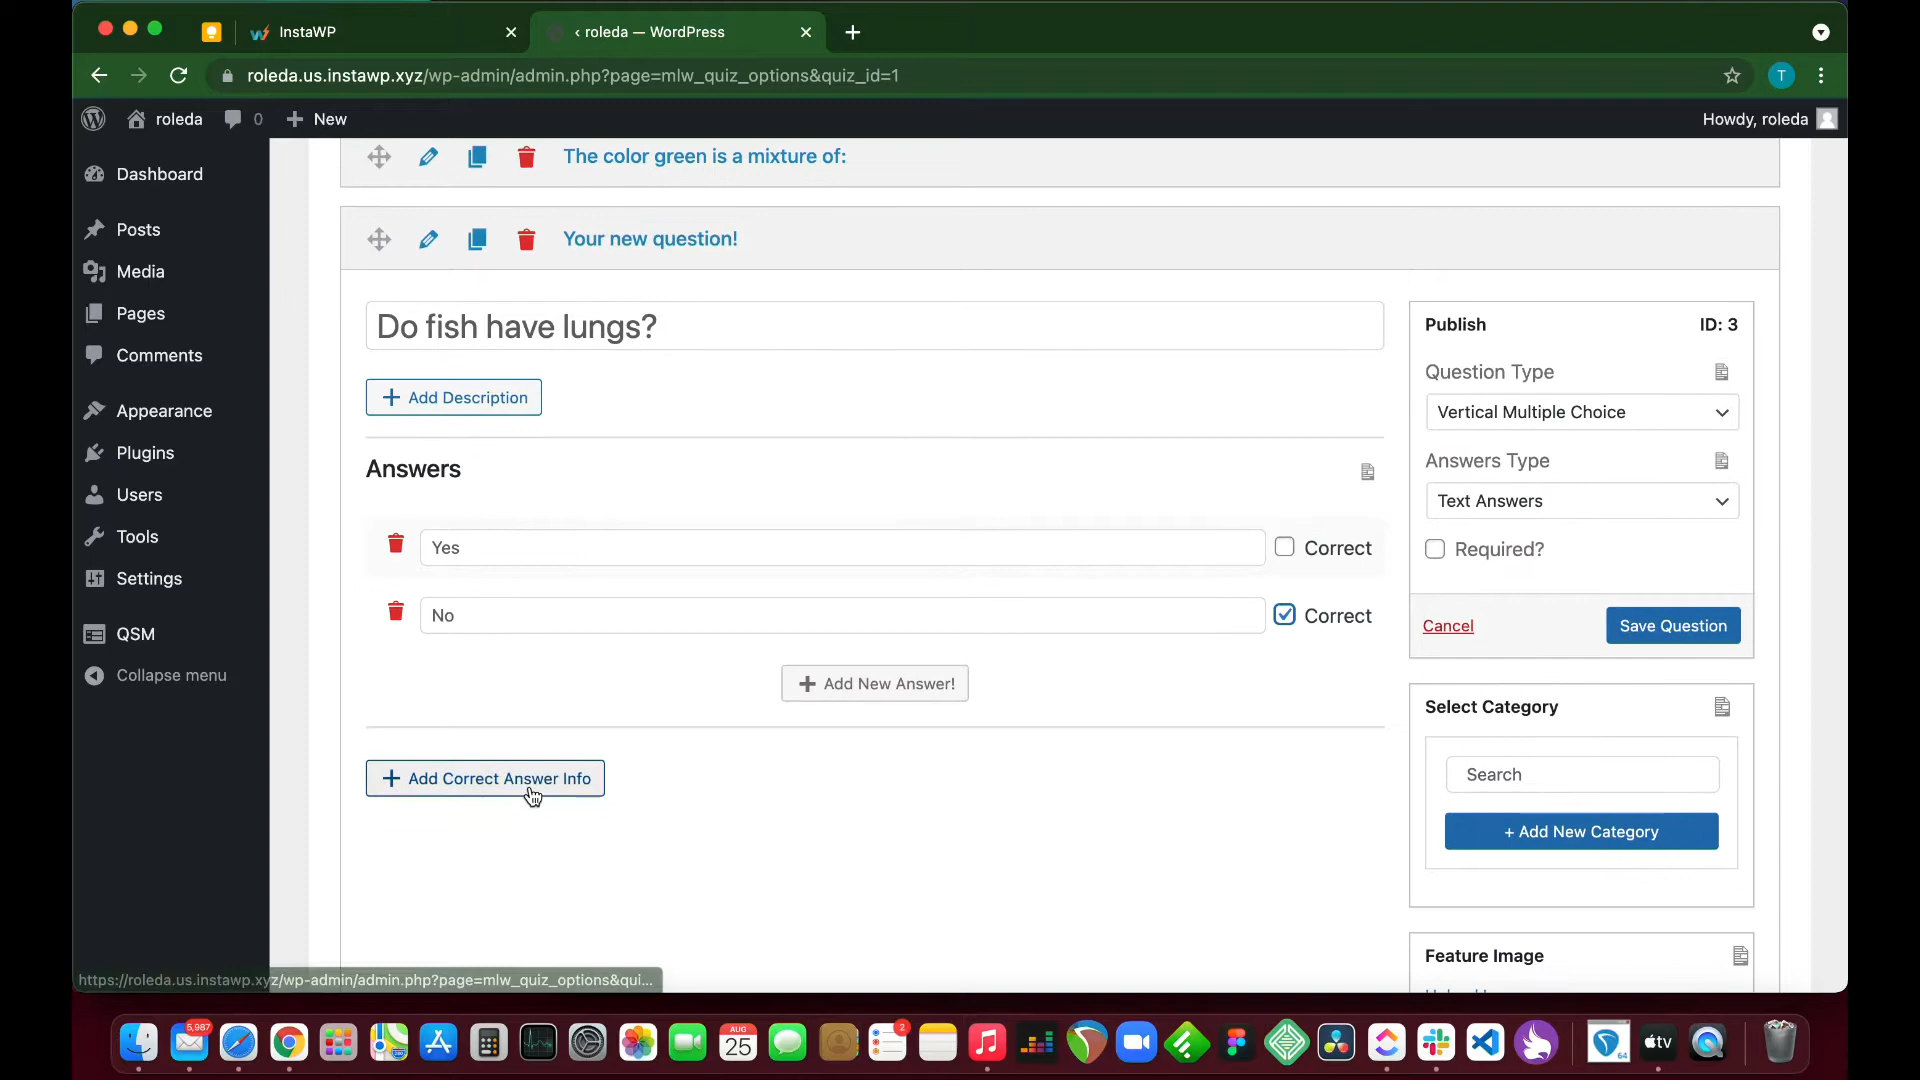 InstaWP
‹ roleda — WordPress
roleda.us.instawp.xyz/wp-admin/admin.php?page=mlw_quiz_options&quiz_id=1
T
roleda
0
New
Howdy, roleda
Dashboard
Posts
Media
Pages
Comments
Appearance
Plugins
Users
Tools
Settings
QSM
Collapse menu
The color green is a mixture of:
Your new question!
Do fish have lungs?
Add Description
Answers
Yes
Correct
No
Correct
Add New Answer!
Add Correct Answer Info
Publish
ID: 3
Question Type
Vertical Multiple Choice
Answers Type
Text Answers
Required?
Cancel
Save Question
Select Category
Search
+ Add New Category
Feature Image
https://roleda.us.instawp.xyz/wp-admin/admin.php?page=mlw_quiz_options&qui...
5,987
AUG
25
2
64
tv